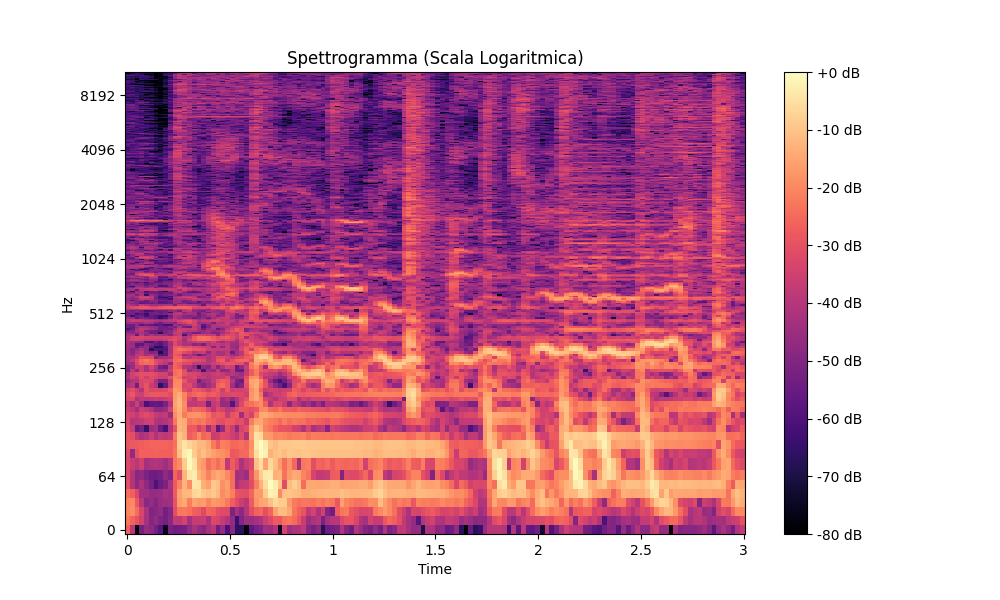 Spettrogramma (Scala Logaritmica)
8192
4096
2048
1024
512
256
128
64
0
Hz
0
0.5
1
1.5
2
2.5
3
Time
+0 dB
-10 dB
-20 dB
-30 dB
-40 dB
-50 dB
-60 dB
-70 dB
-80 dB